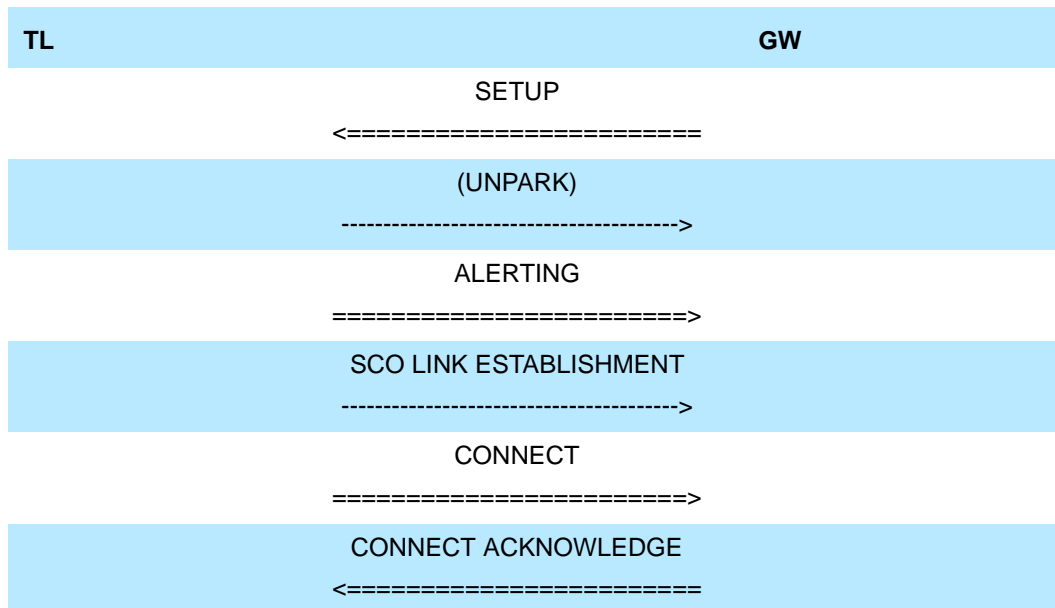 TL GW
SETUP
<========================
(UNPARK)
---------------------------------------->
ALERTING
========================>
SCO LINK ESTABLISHMENT
---------------------------------------->
CONNECT
========================>
CONNECT ACKNOWLEDGE
<========================